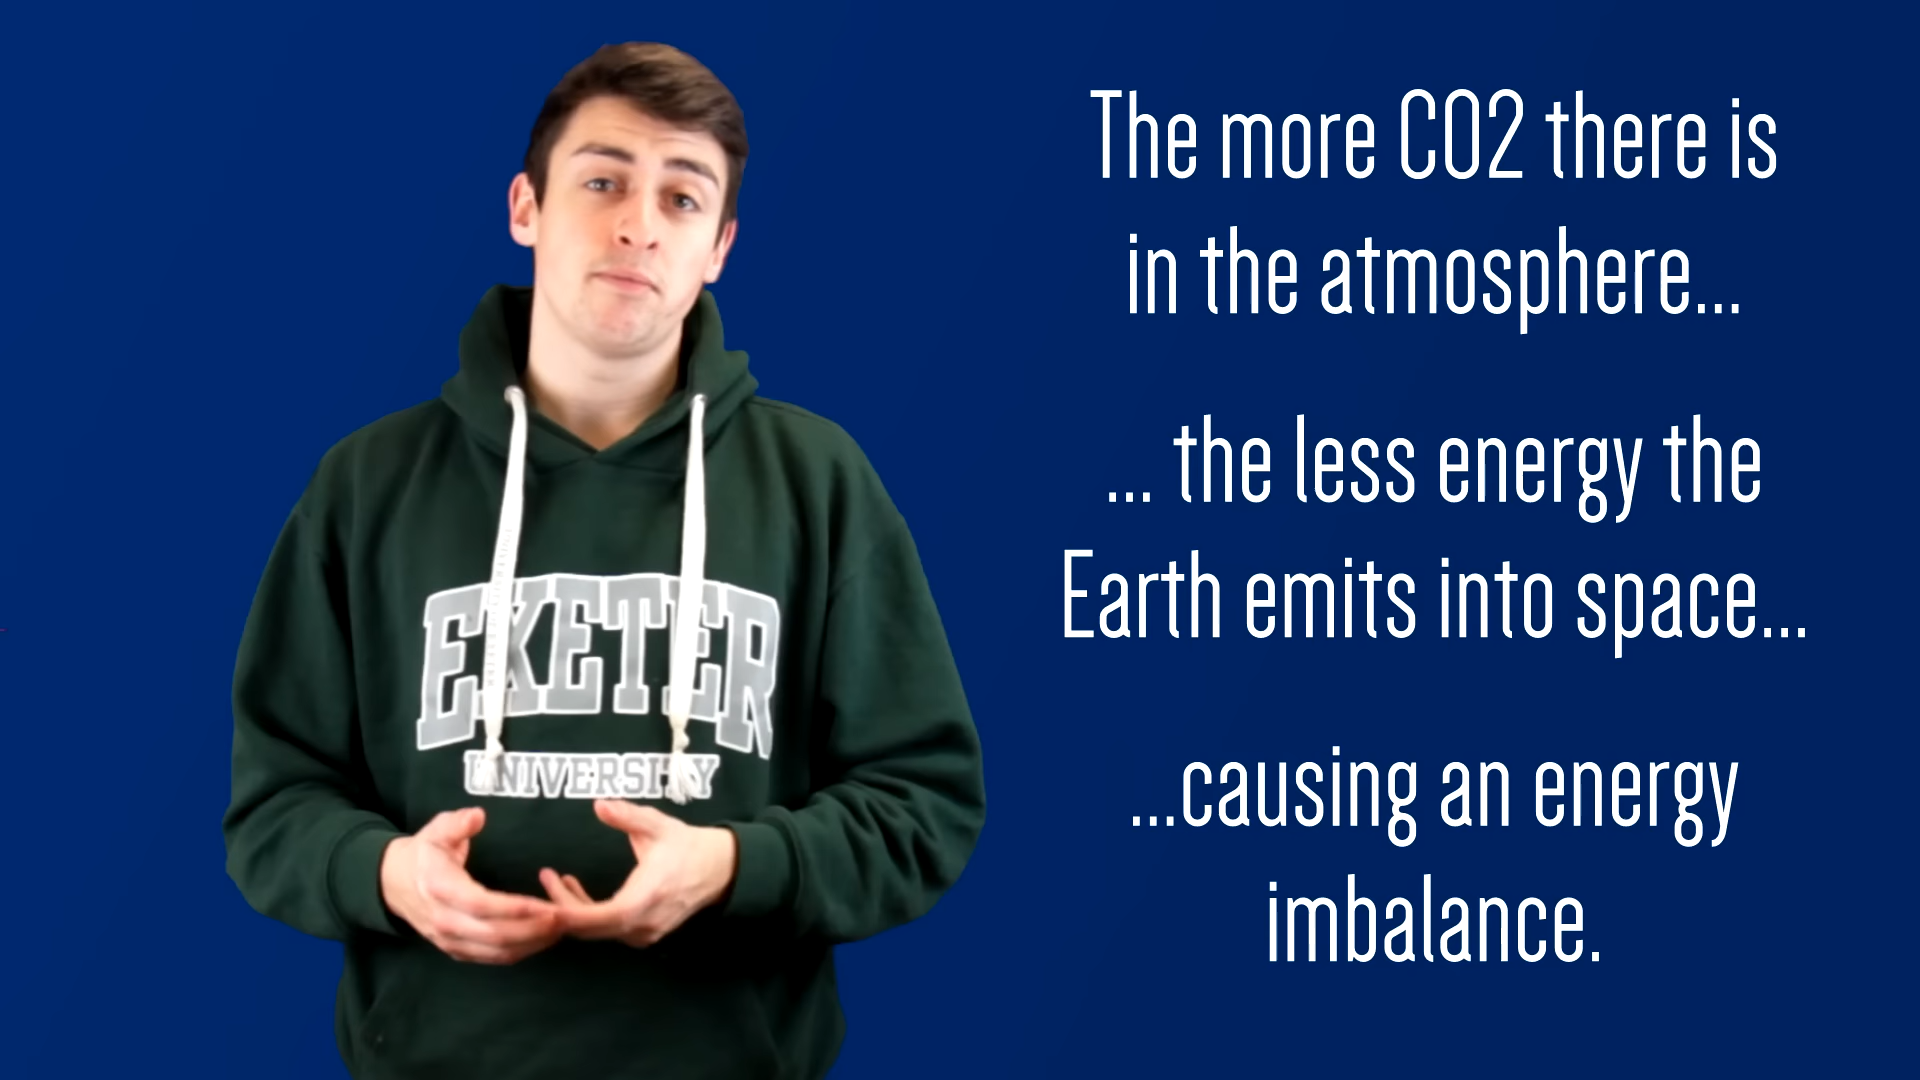 The more CO2 there is
in the atmosphere...
... the less energy the
Earth emits into space...
...causing an energy
imbalance.
EXETER
UNIVERSITY